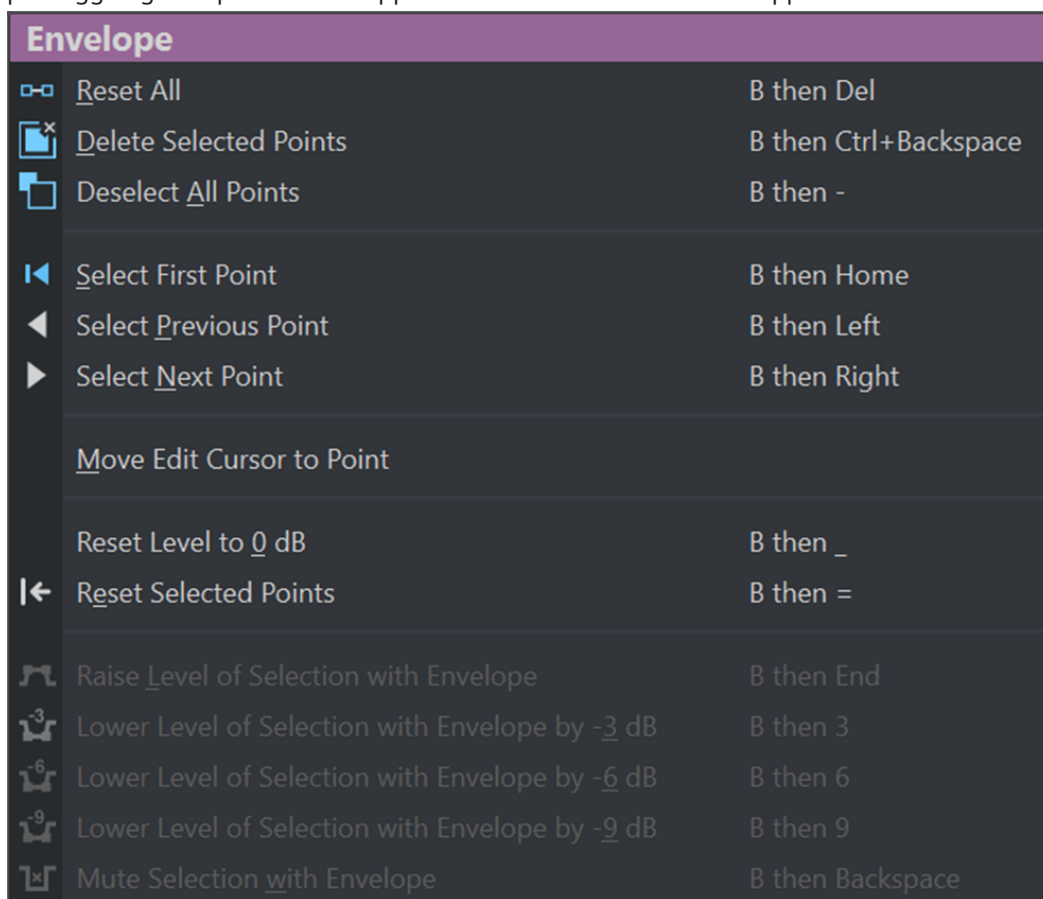 Envelope
Reset All B then Del
Delete Selected Points B then Ctrl+Backspace
Deselect All Points B then -
Select First Point B then Home
Select Previous Point B then Left
Select Next Point B then Right
Move Edit Cursor to Point
Reset Level to 0 dB B then _
Reset Selected Points B then =
Raise Level of Selection with Envelope B then End
-3 Lower Level of Selection with Envelope by -3 dB B then 3
-6 Lower Level of Selection with Envelope by -6 dB B then 6
-9 Lower Level of Selection with Envelope by -9 dB B then 9
Mute Selection with Envelope B then Backspace